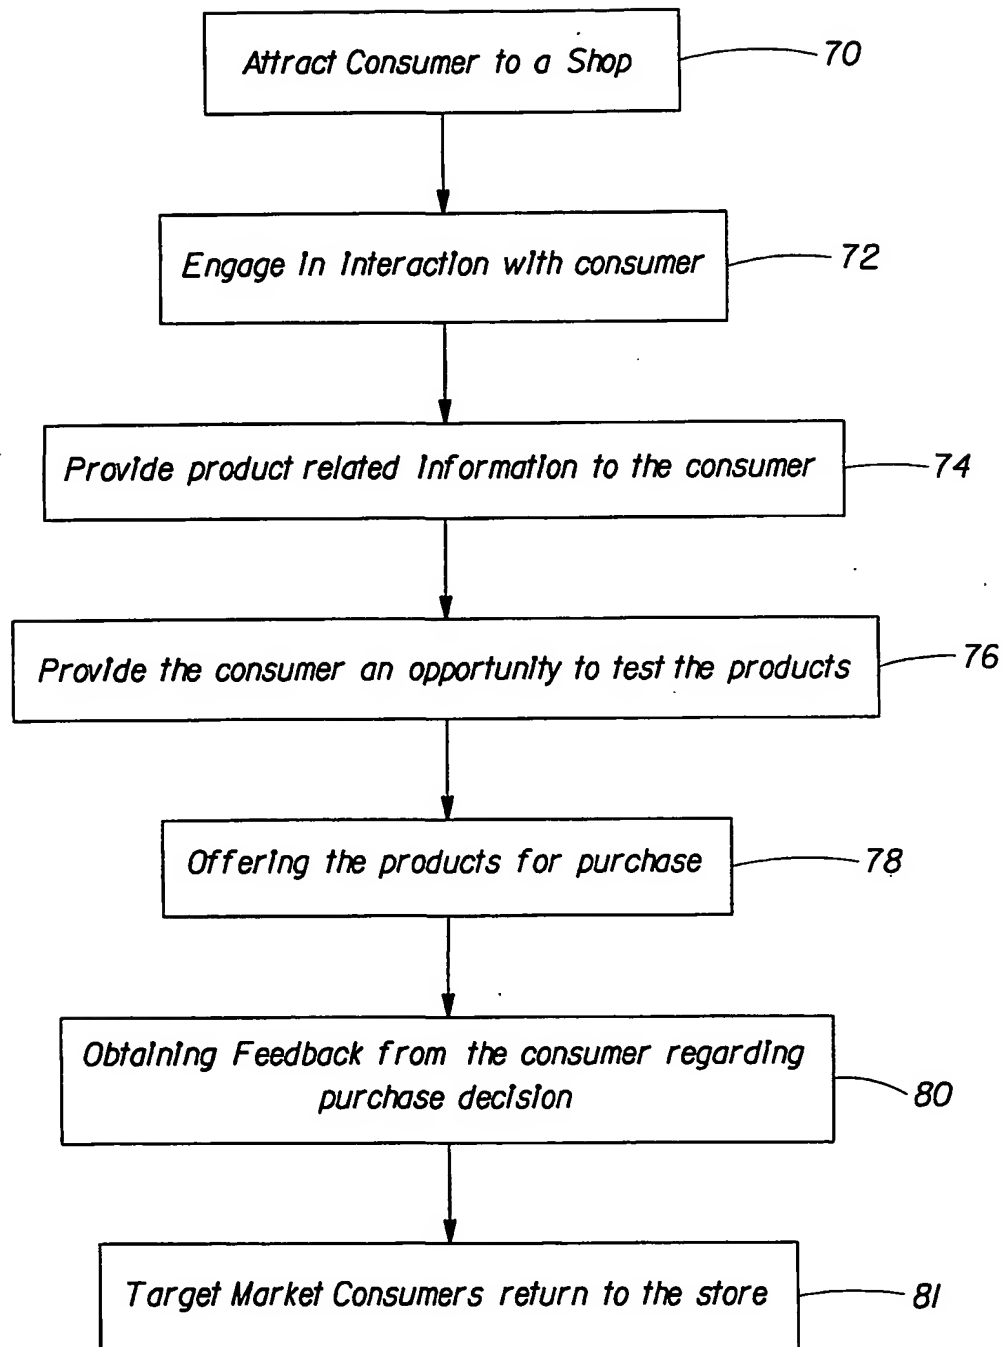 Attract Consumer to a Shop
70
Engage in interaction with consumer
72
Provide product related information to the consumer
74
Provide the consumer an opportunity to test the products
76
Offering the products for purchase
78
Obtaining Feedback from the consumer regarding
purchase decision
80
Target Market Consumers return to the store
81